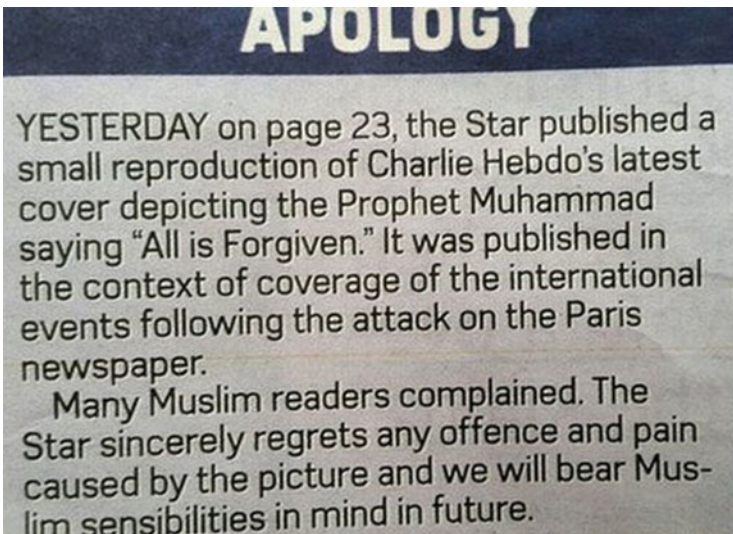 APOLOGY
YESTERDAY on page 23, the Star published a
small reproduction of Charlie Hebdo's latest
cover depicting the Prophet Muhammad
saying “All is Forgiven.” It was published in
the context of coverage of the international
events following the attack on the Paris
newspaper.
Many Muslim readers complained. The
Star sincerely regrets any offence and pain
caused by the picture and we will bear Mus-
lim sensibilities in mind in future.